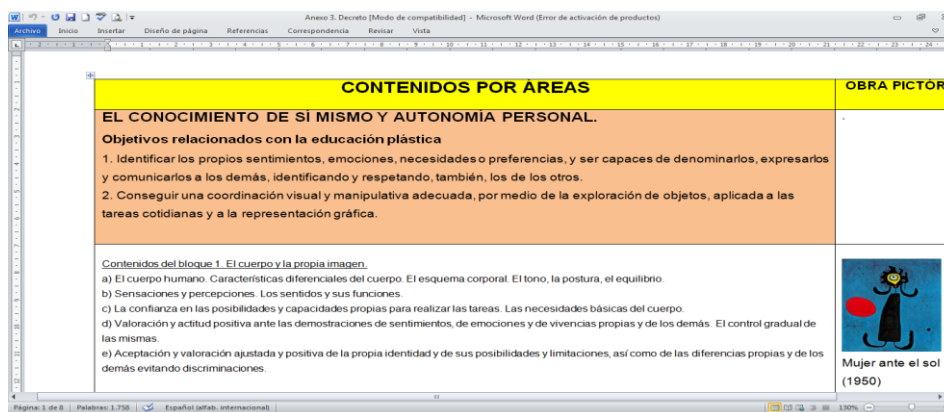 Anexo 3. Decreto [Modo de compatibilidad] - Microsoft Word (Error de activación de productos)
Archivo Inicio Insertar Diseño de página Referencias Correspondencia Revisar Vista
CONTENIDOS POR ÁREAS
OBRA PICTÓR
EL CONOCIMIENTO DE SÍ MISMO Y AUTONOMÍA PERSONAL.
Objetivos relacionados con la educación plástica
1. Identificar los propios sentimientos, emociones, necesidades o preferencias, y ser capaces de denominarlos, expresarlos
y comunicarlos a los demás, identificando y respetando, también, los de los otros.
2. Conseguir una coordinación visual y manipulativa adecuada, por medio de la exploración de objetos, aplicada a las
tareas cotidianas y a la representación gráfica.
Contenidos del bloque 1. El cuerpo y la propia imagen.
a) El cuerpo humano. Características diferenciales del cuerpo. El esquema corporal. El tono, la postura, el equilibrio.
b) Sensaciones y percepciones. Los sentidos y sus funciones.
c) La confianza en las posibilidades y capacidades propias para realizar las tareas. Las necesidades básicas del cuerpo.
d) Valoración y actitud positiva ante las demostraciones de sentimientos, de emociones y de vivencias propias y de los demás. El control gradual de
las mismas.
e) Aceptación y valoración ajustada y positiva de la propia identidad y de sus posibilidades y limitaciones, así como de las diferencias propias y de los
demás evitando discriminaciones.
Mujer ante el sol
(1950)
Página: 1 de 8 Palabras: 1.758 Español (alfab. internacional) 130%